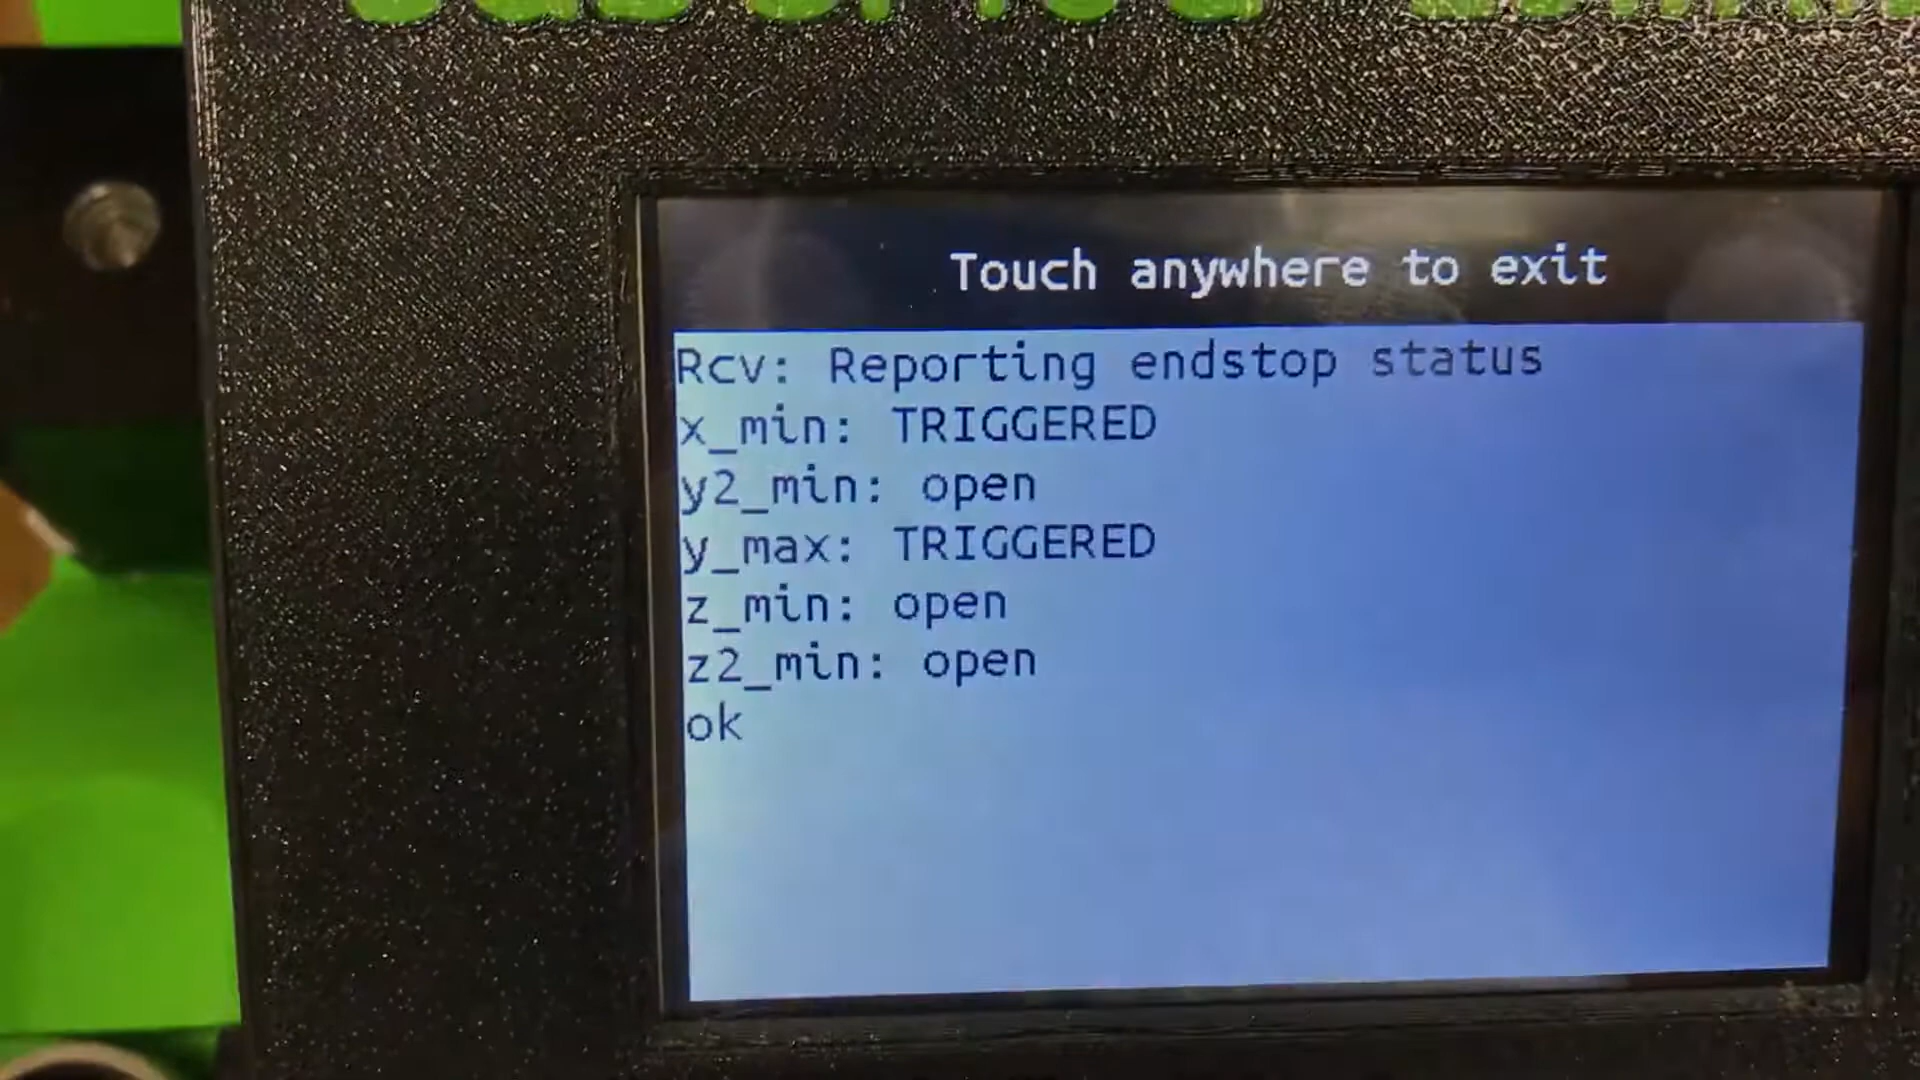 Touch anywhere to exit
Rcv: Reporting endstop status
x_min: TRIGGERED
y2_min: open
y_max: TRIGGERED
z_min: open
z2_min: open
ok